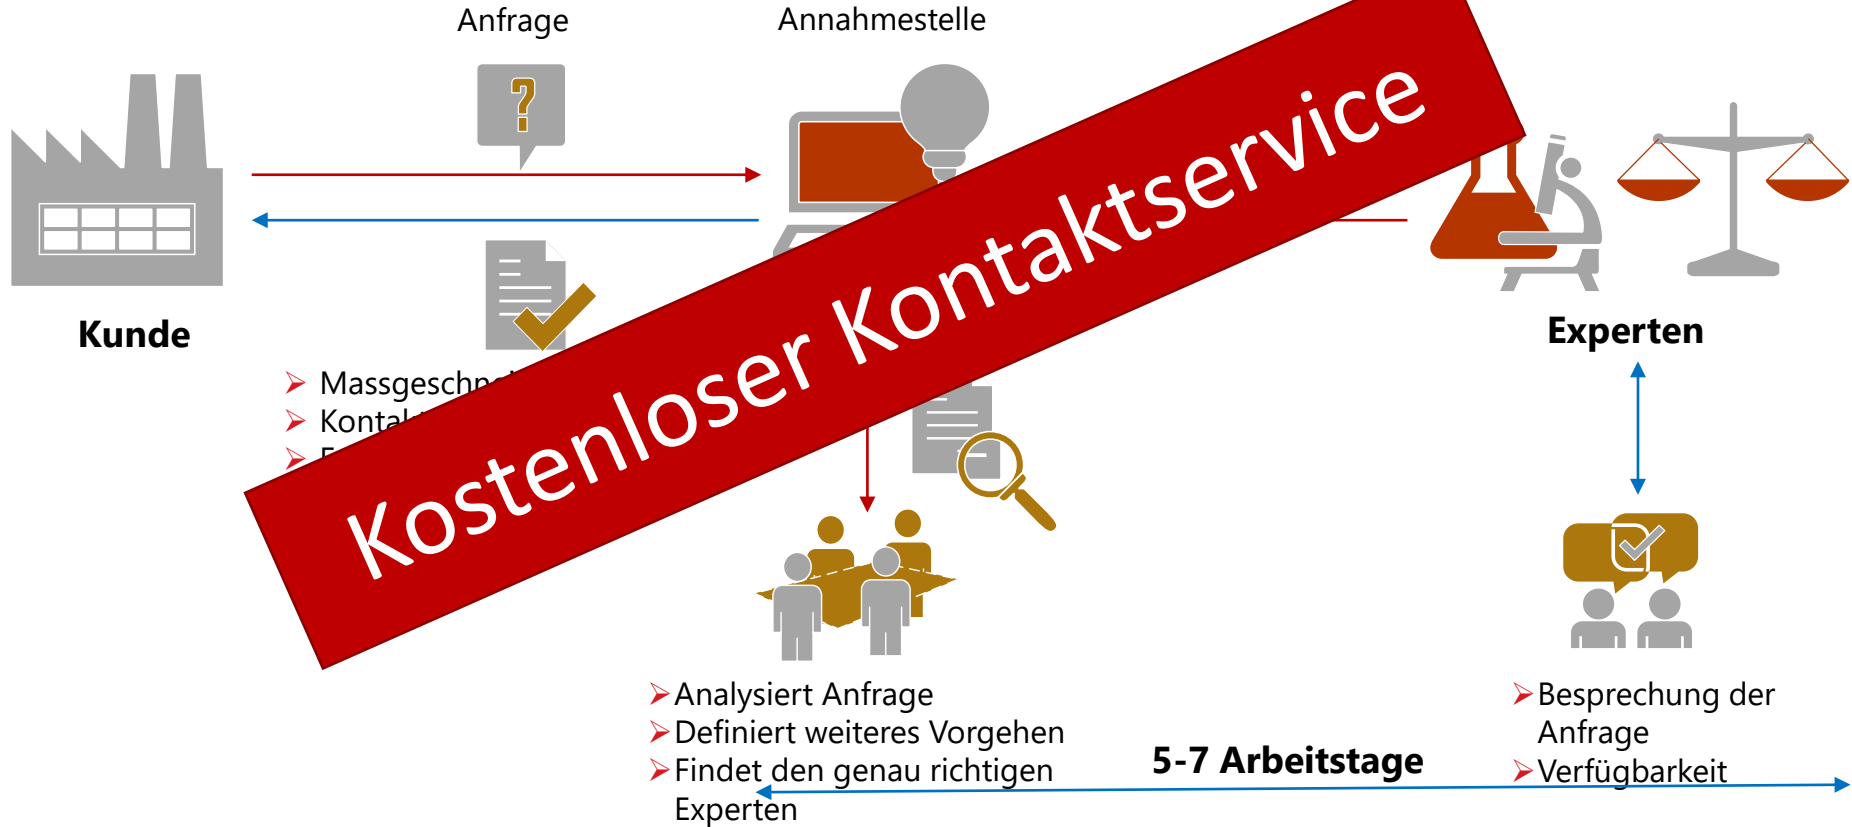 Anfrage
Annahmestelle
?
Kostenloser Kontaktservice
Kunde
Experten
5-7 Arbeitstage
Analysiert Anfrage
Definiert weiteres Vorgehen
Findet den genau richtigen
Experten
Besprechung der
Anfrage
Verfügbarkeit